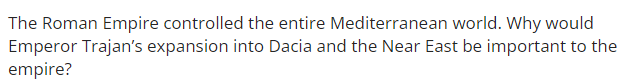 The Roman Empire controlled the entire Mediterranean world. Why would
Emperor Trajan’s expansion into Dacia and the Near East be important to the
empire?